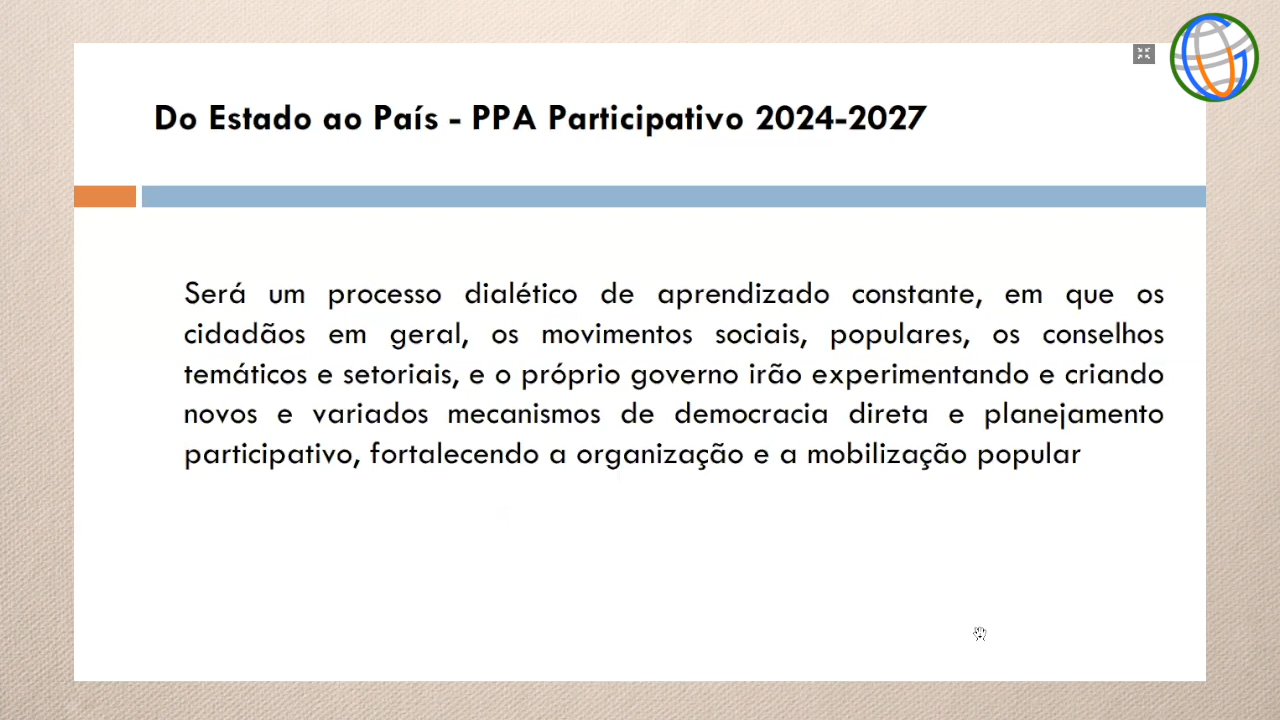 Do Estado ao País - PPA Participativo 2024-2027
Será um processo dialético de aprendizado constante, em que os
cidadãos em geral, os movimentos sociais, populares, os conselhos
temáticos e setoriais, e o próprio governo irão experimentando e criando
novos e variados mecanismos de democracia direta e planejamento
participativo, fortalecendo a organização e a mobilização popular